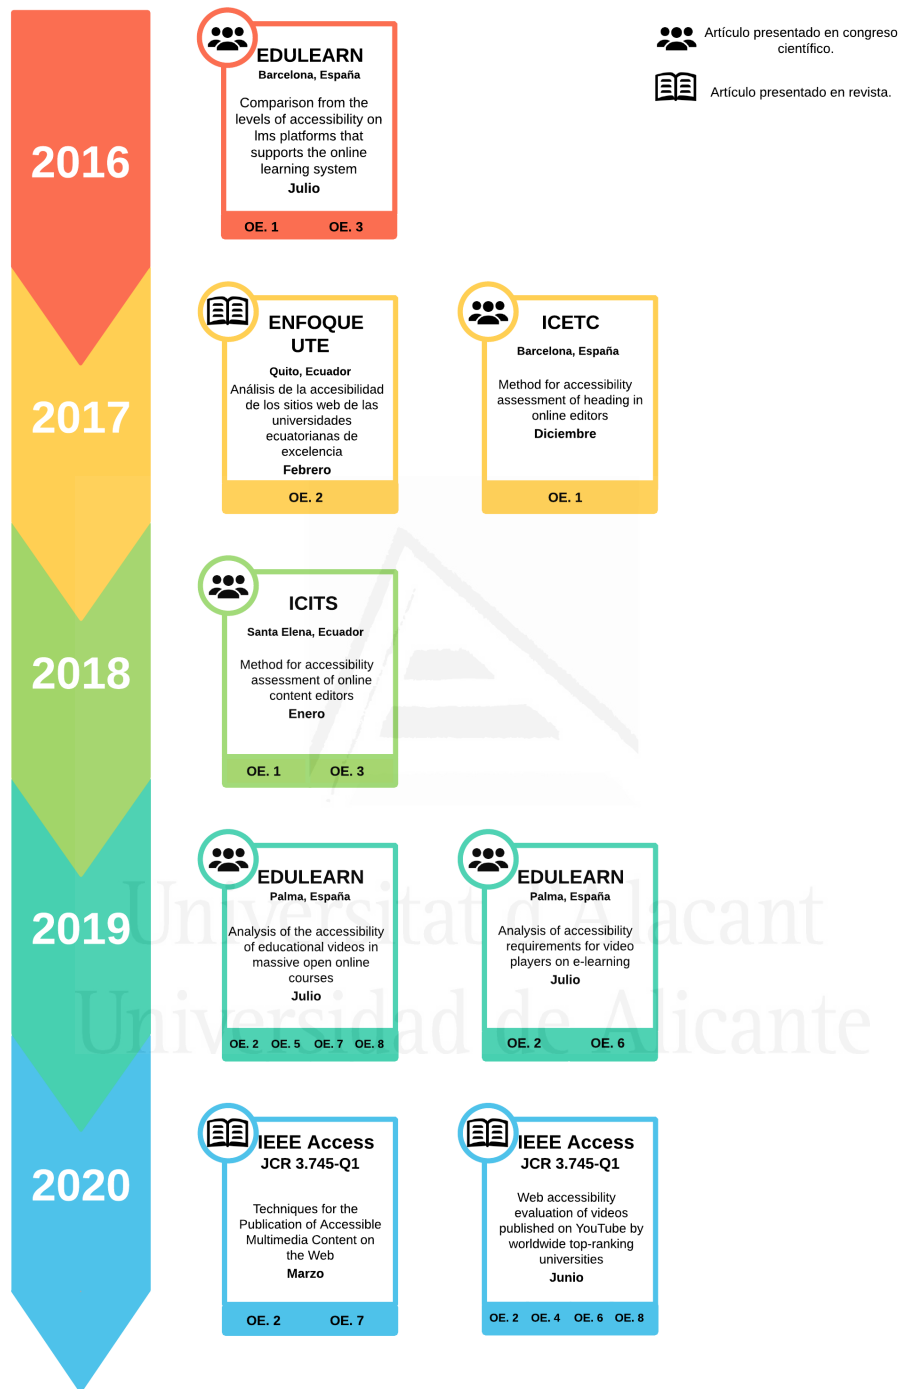 Artículo presentado en congreso
científico.
Artículo presentado en revista.
2016
EDULEARN
Barcelona, España
Comparison from the
levels of accessibility on
lms platforms that
supports the online
learning system
Julio
OE. 1 OE. 3
2017
ENFOQUE
UTE
Quito, Ecuador
Análisis de la accesibilidad
de los sitios web de las
universidades
ecuatorianas de
excelencia
Febrero
OE. 2
ICETC
Barcelona, España
Method for accessibility
assessment of heading in
online editors
Diciembre
OE. 1
2018
ICITS
Santa Elena, Ecuador
Method for accessibility
assessment of online
content editors
Enero
OE. 1 OE. 3
2019
EDULEARN
Palma, España
Analysis of the accessibility
of educational videos in
massive open online
courses
Julio
OE. 2 OE. 5 OE. 7 OE. 8
EDULEARN
Palma, España
Analysis of accessibility
requirements for video
players on e-learning
Julio
OE. 2 OE. 6
Universitat d'Alacant
Universidad de Alicante
2020
IEEE Access
JCR 3.745-Q1
Techniques for the
Publication of Accessible
Multimedia Content on
the Web
Marzo
OE. 2 OE. 7
IEEE Access
JCR 3.745-Q1
Web accessibility
evaluation of videos
published on YouTube by
worldwide top-ranking
universities
Junio
OE. 2 OE. 4 OE. 6 OE. 8